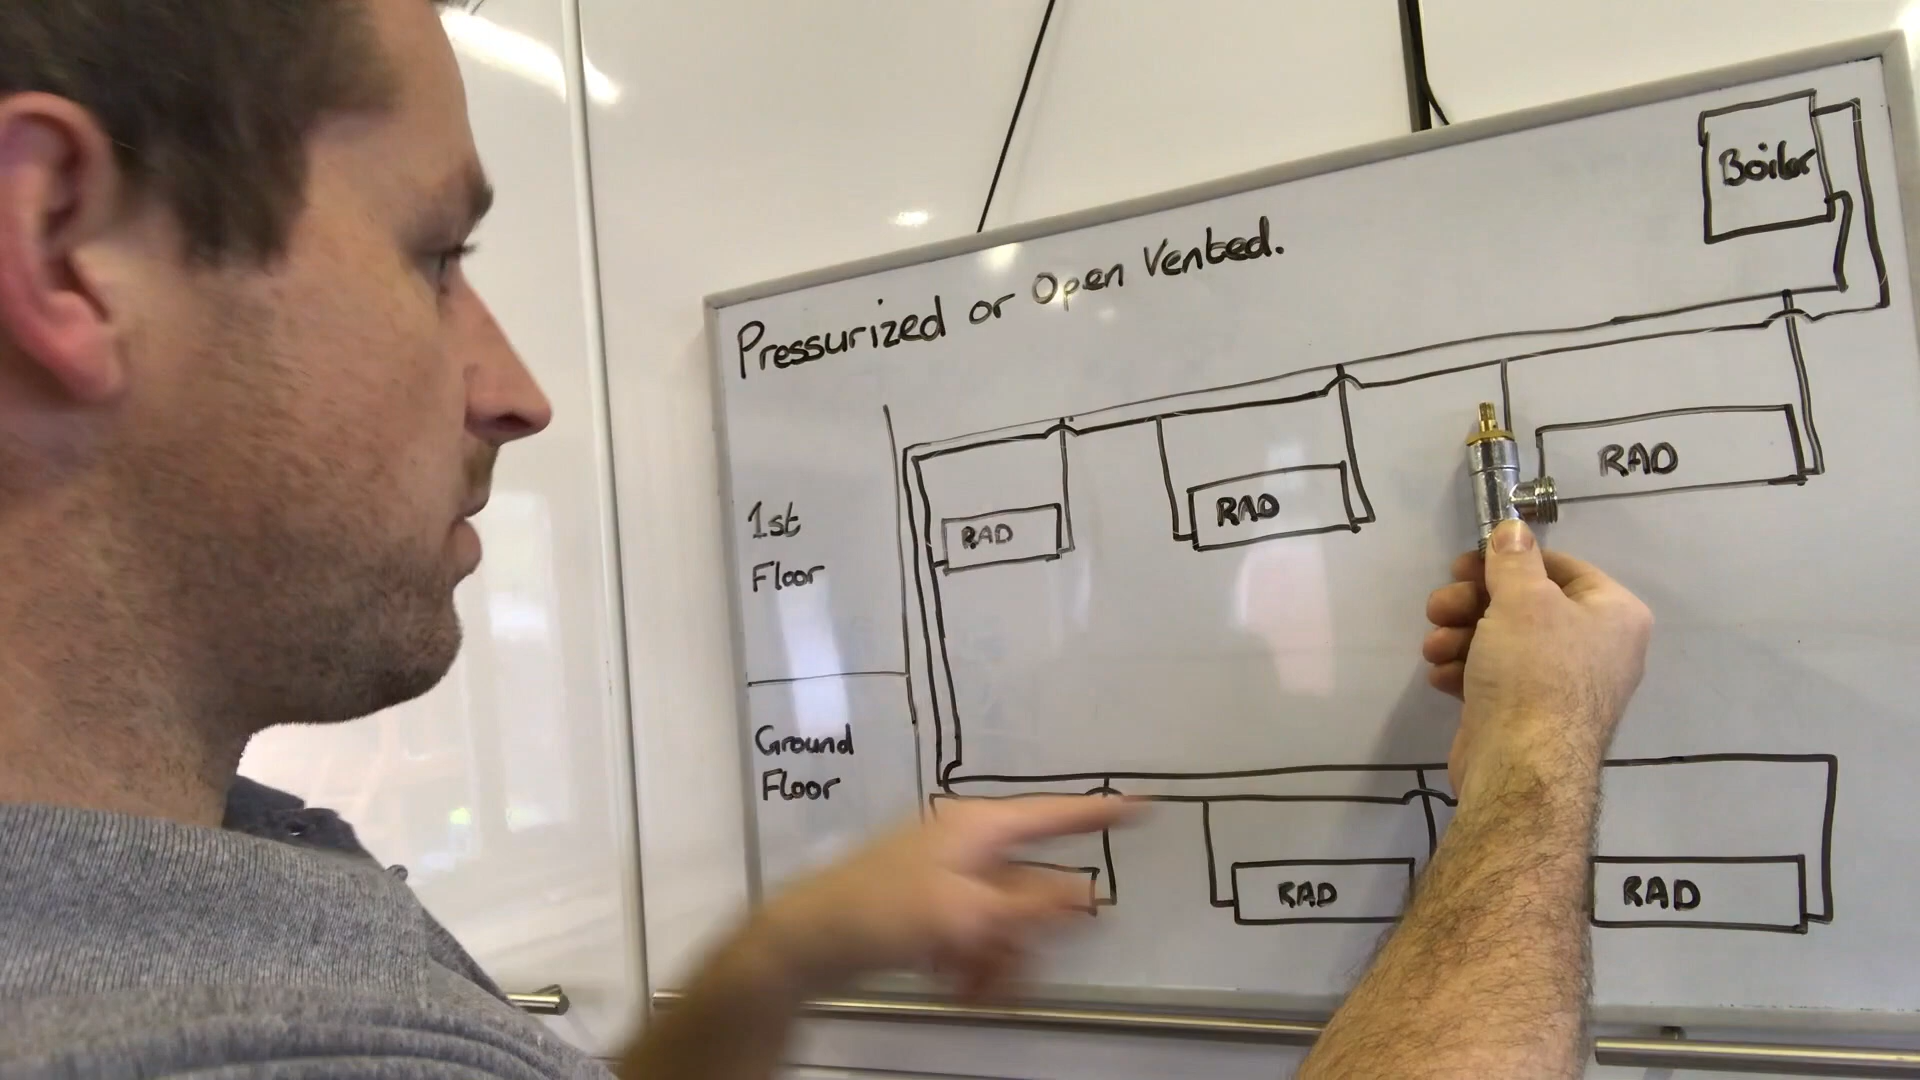 Boiler
Pressurized or Open Vented.
1st
Floor
RAD
RAD
RAD
Ground
Floor
RAD
RAD